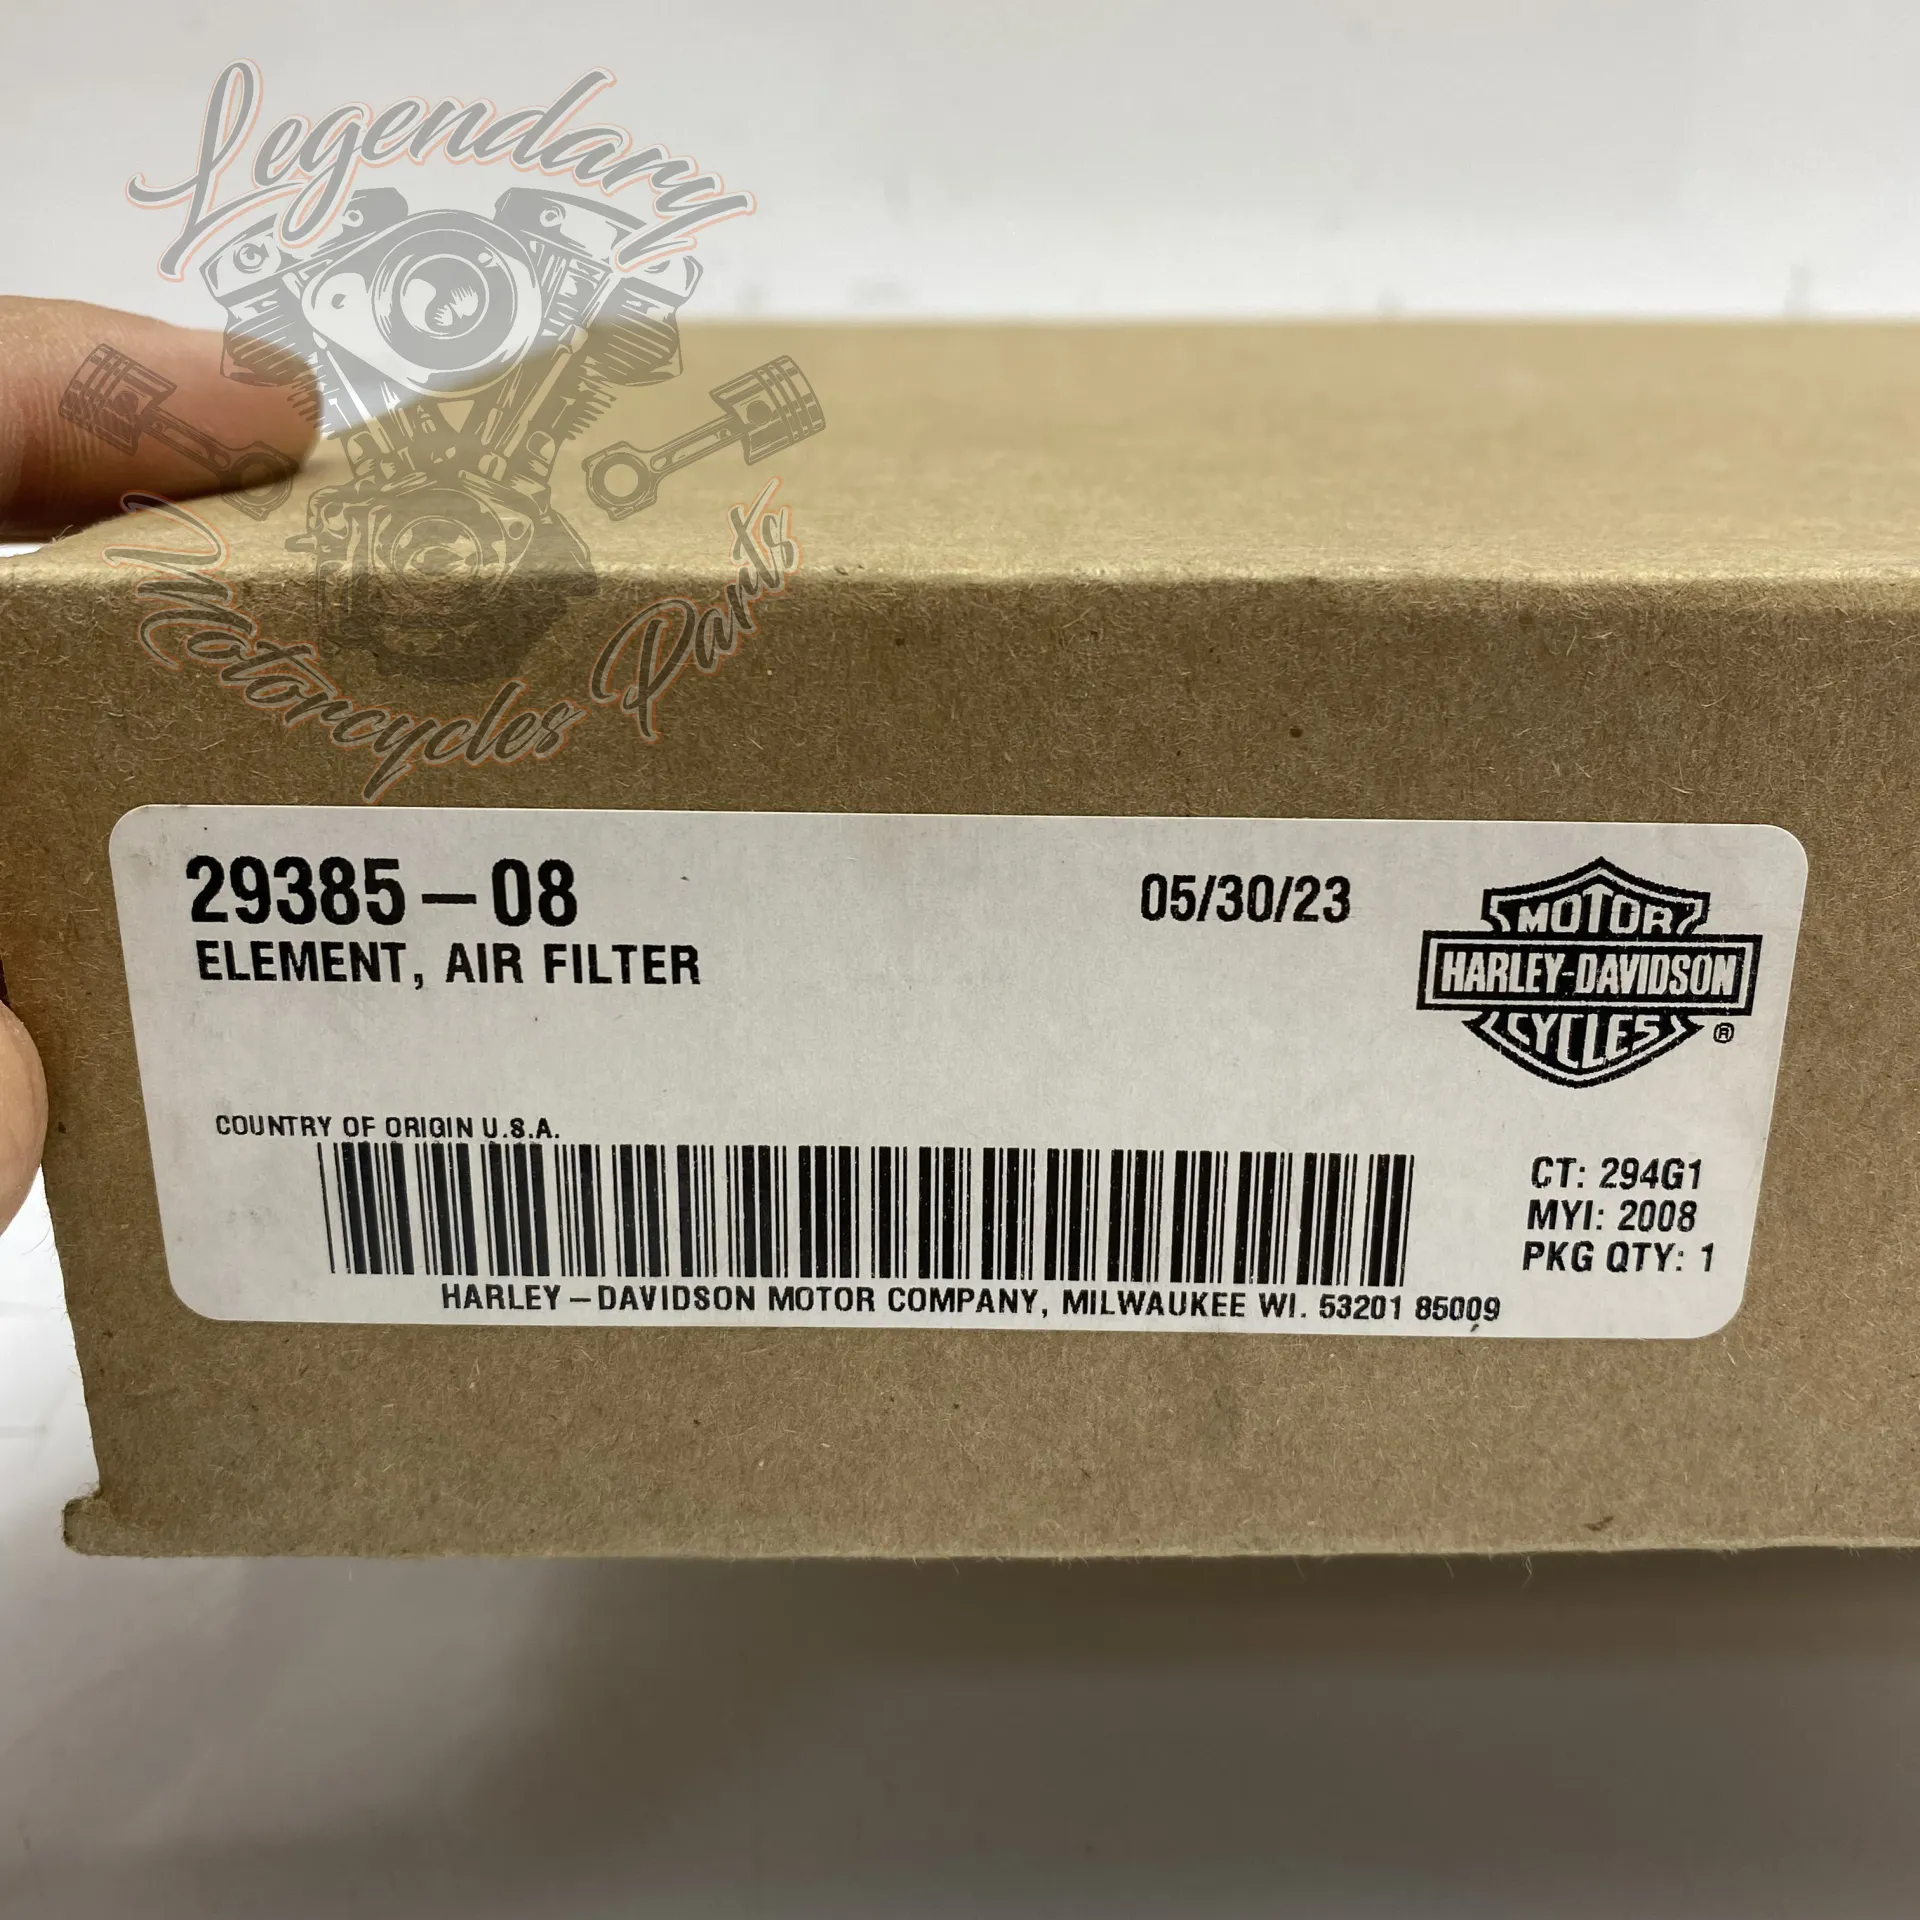 Legendary
Motorcycles Parts
29385-08
05/30/23
ELEMENT, AIR FILTER
MOTOR
HARLEY-DAVIDSON
CYCLES
®
COUNTRY OF ORIGIN U.S.A.
CT: 294G1
MYI: 2008
PKG QTY: 1
HARLEY-DAVIDSON MOTOR COMPANY, MILWAUKEE WI. 53201 85009